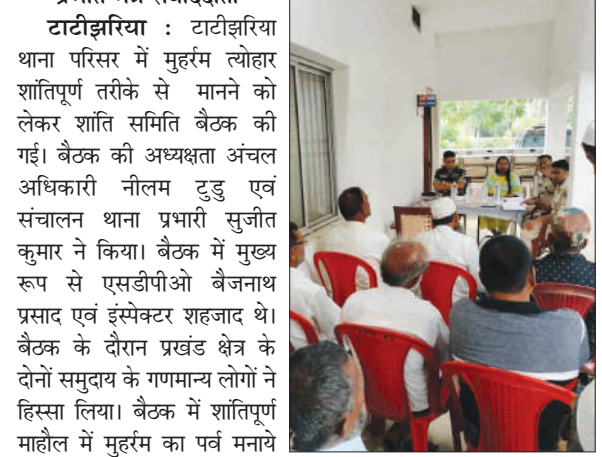 टाटीझरिया : टाटीझरिया
थाना परिसर में मुहर्रम त्योहार
शांतिपूर्ण तरीके से मानने को
लेकर शांति समिति बैठक की
गई। बैठक की अध्यक्षता अंचल
अधिकारी नीलम टुडु एवं
संचालन थाना प्रभारी सुजीत
कुमार ने किया। बैठक में मुख्य
रूप से एसडीपीओ बैजनाथ
प्रसाद एवं इंस्पेक्टर शहजाद थे।
बैठक के दौरान प्रखंड क्षेत्र के
दोनों समुदाय के गणमान्य लोगों ने
हिस्सा लिया। बैठक में शांतिपूर्ण
माहौल में मुहर्रम का पर्व मनाये